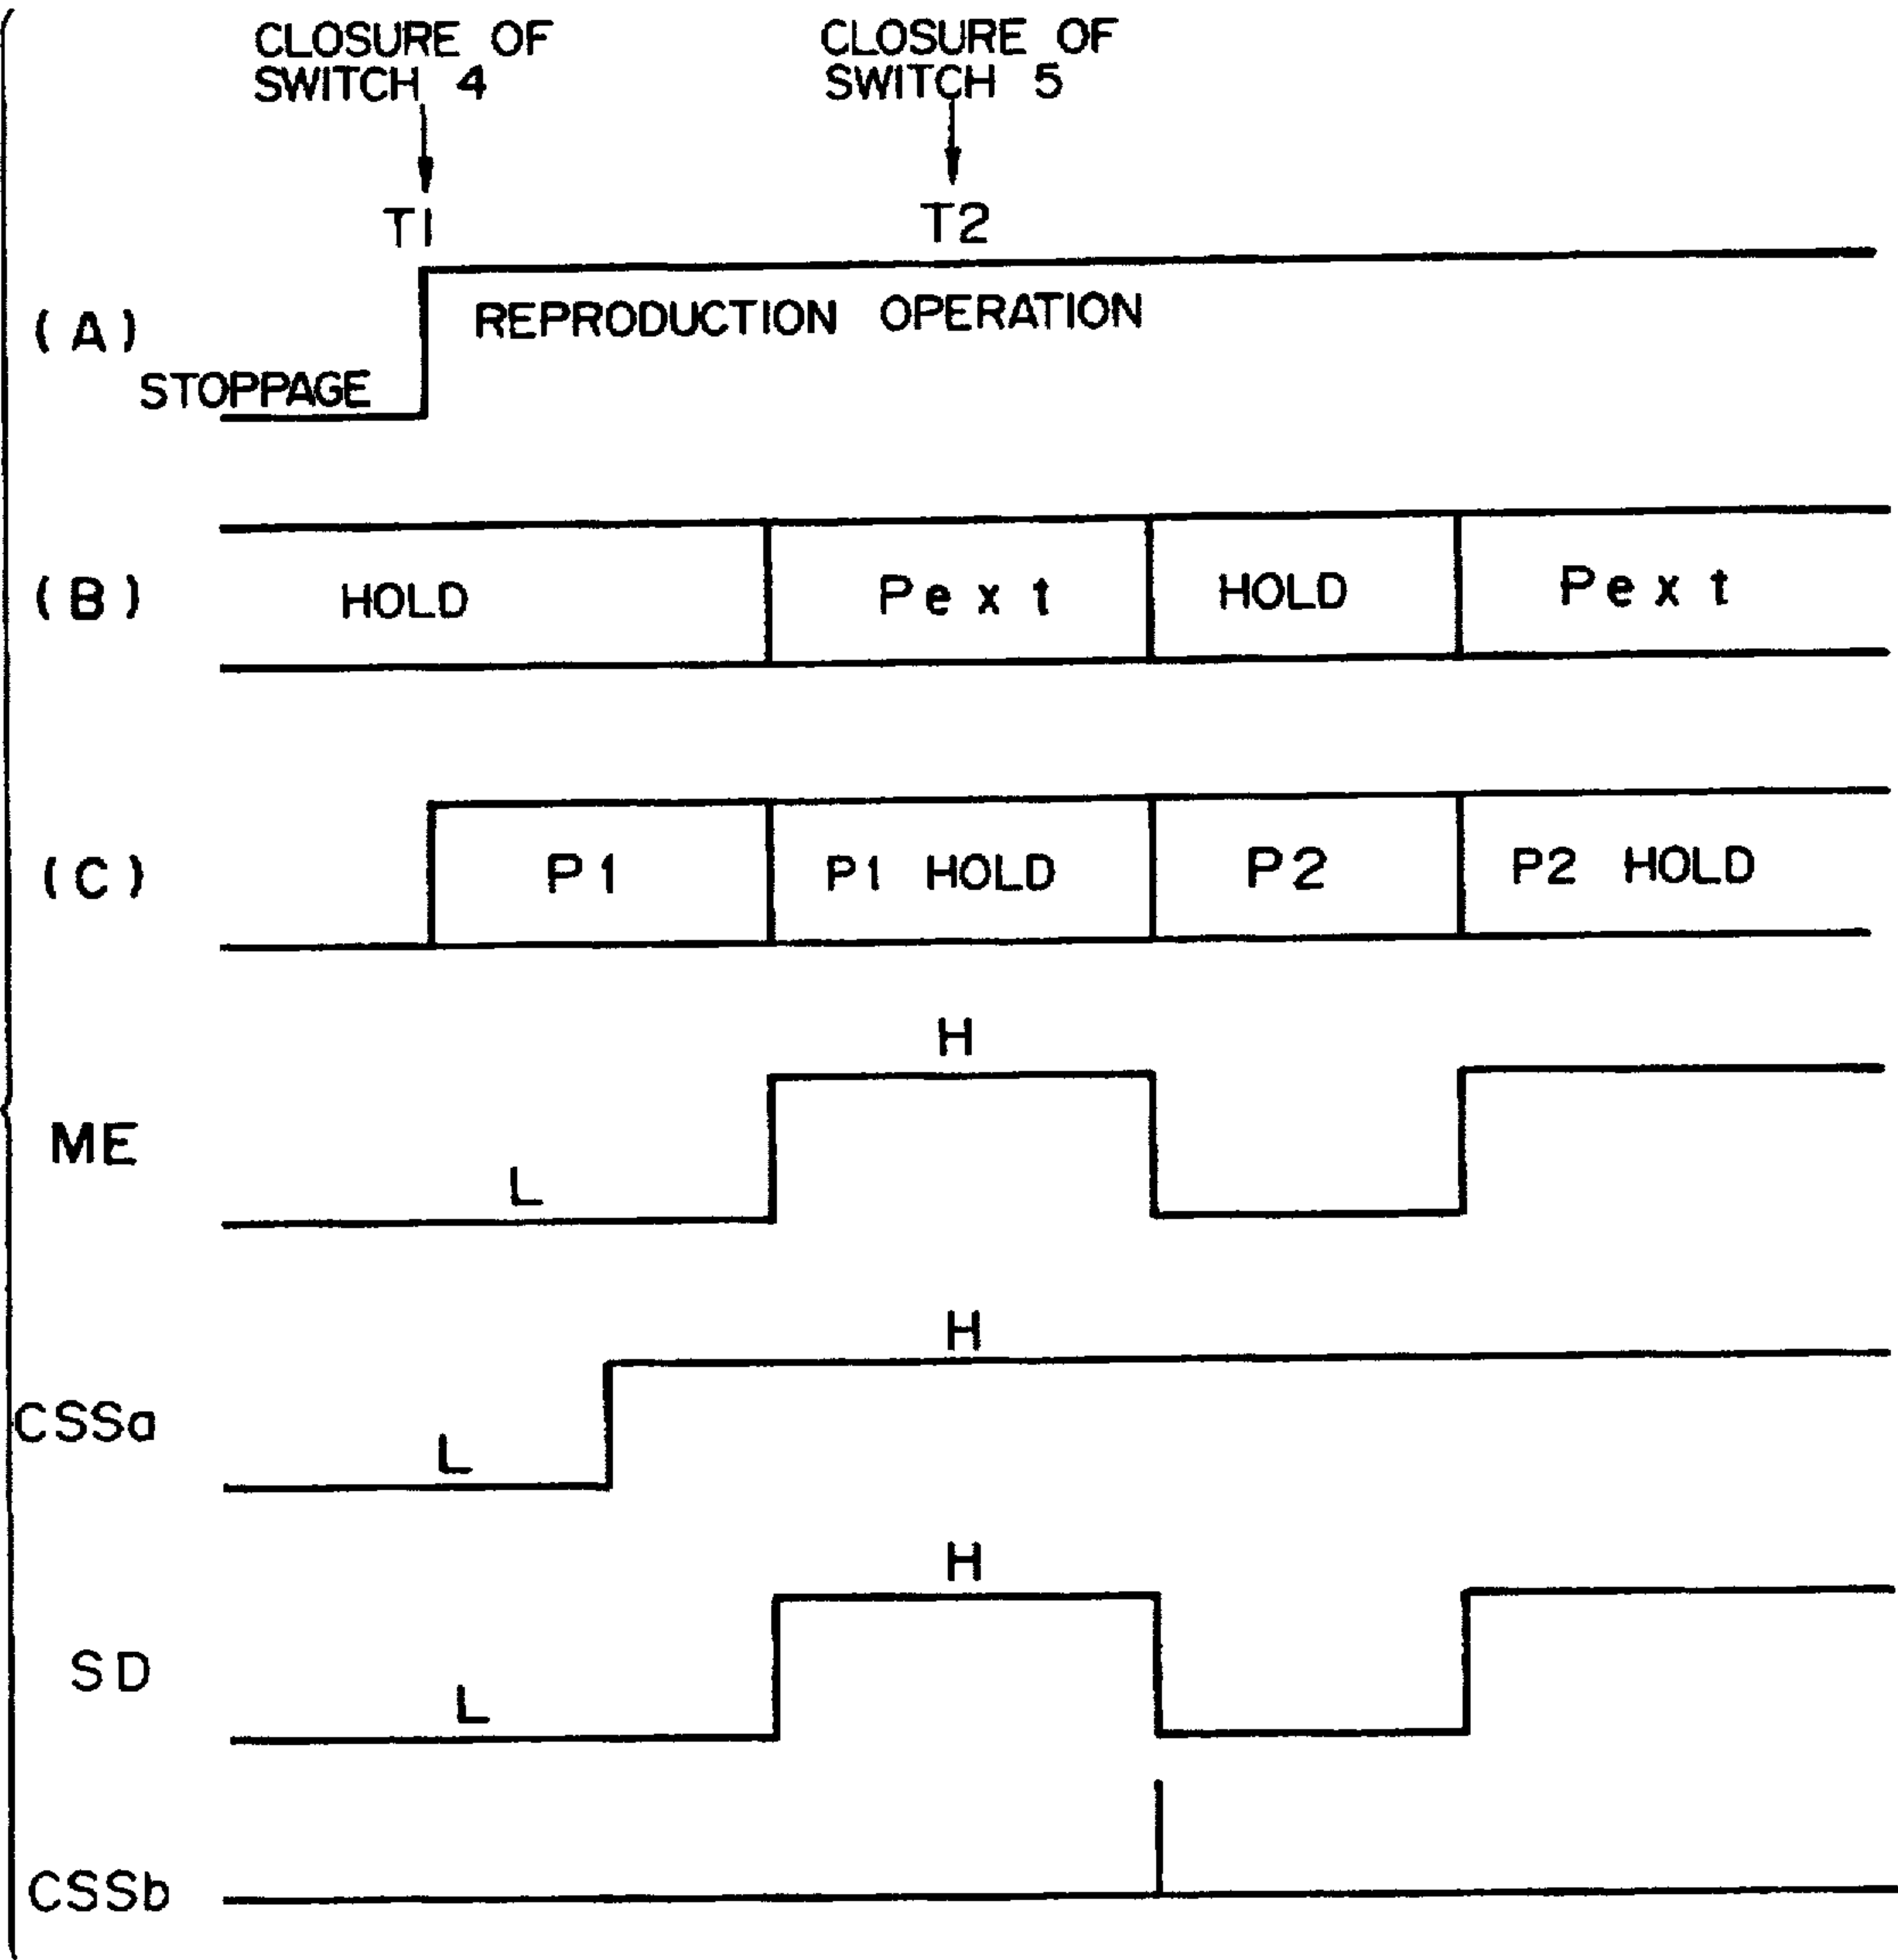 CLOSURE OF
SWITCH 4
CLOSURE OF
SWITCH 5
T1
T2
(A)
REPRODUCTION OPERATION
STOPPAGE
(B)
HOLD
Pext
HOLD
Pext
(C)
P1
P1 HOLD
P2
P2 HOLD
ME
L
H
CSSa
L
H
SD
L
H
CSSb